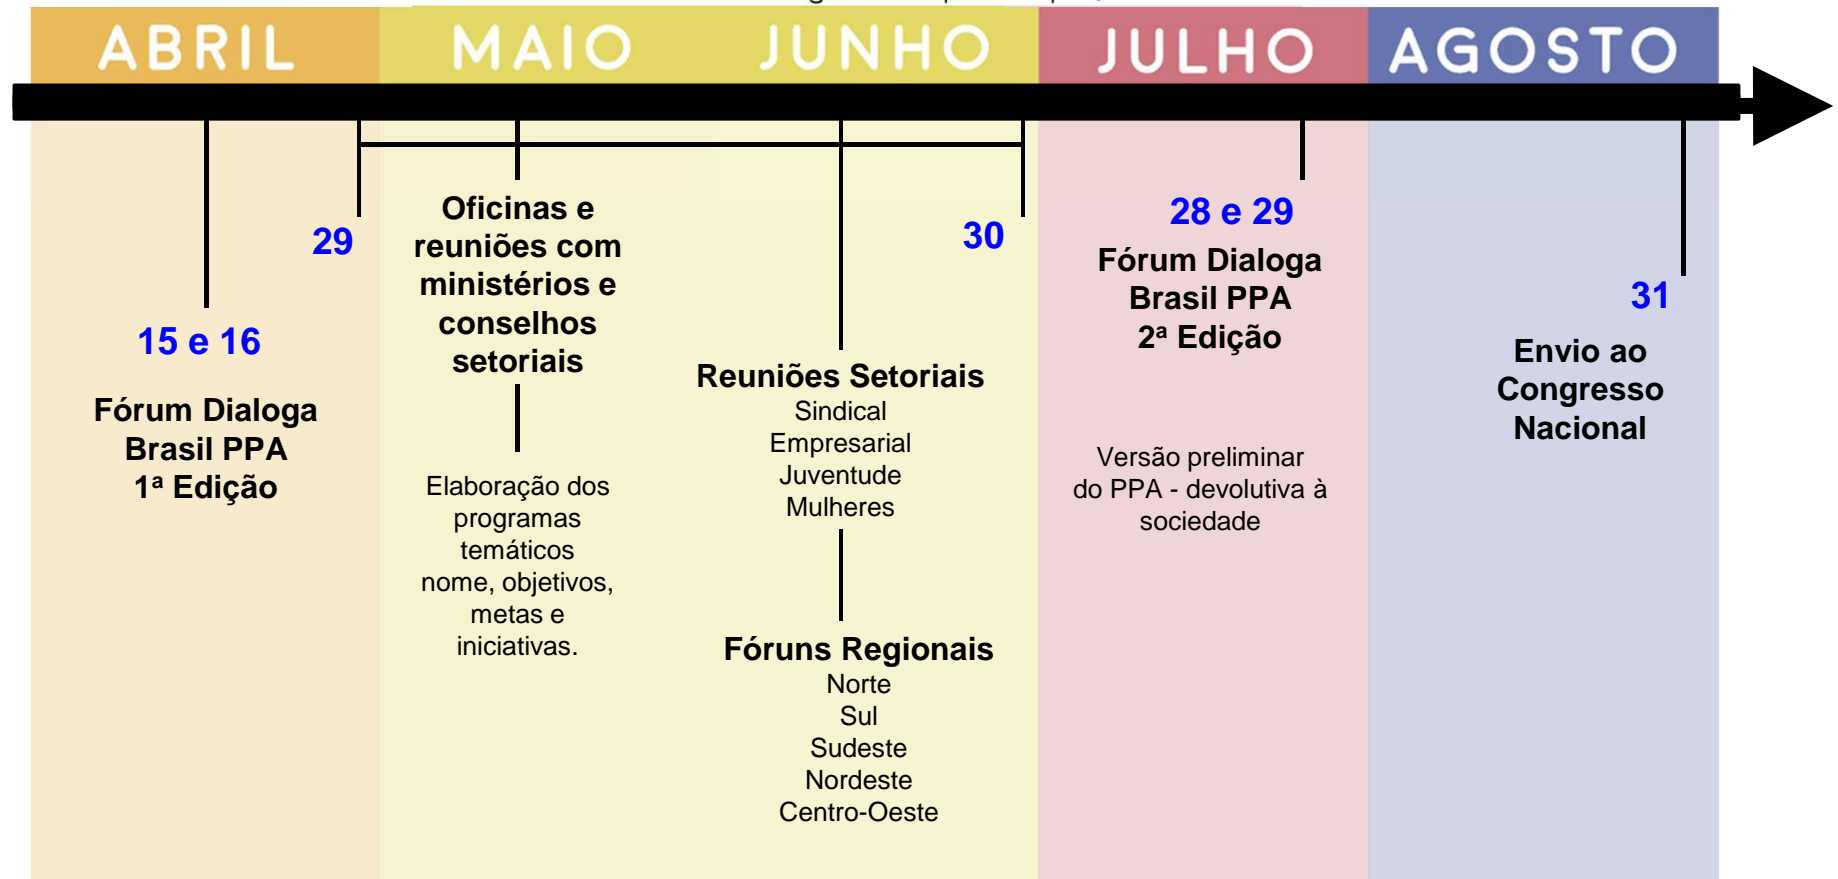 ABRIL
MAIO
JUNHO
JULHO
AGOSTO
15 e 16
Fórum Dialoga
Brasil PPA
1ª Edição
29
Oficinas e
reuniões com
ministérios e
conselhos
setoriais
Elaboração dos
programas
temáticos
nome, objetivos,
metas e
iniciativas.
30
Reuniões Setoriais
Sindical
Empresarial
Juventude
Mulheres
Fóruns Regionais
Norte
Sul
Sudeste
Nordeste
Centro-Oeste
28 e 29
Fórum Dialoga
Brasil PPA
2ª Edição
Versão preliminar
do PPA - devolutiva à
sociedade
31
Envio ao
Congresso
Nacional